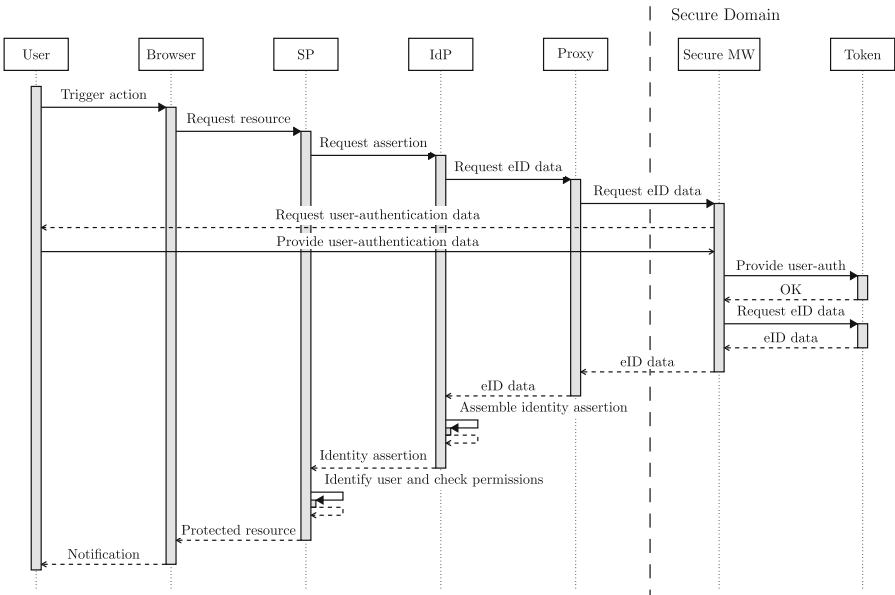 Secure Domain
User
Browser
SP
IdP
Proxy
Secure MW
Token
Trigger action
Request resource
Request assertion
Request eID data
Request eID data
Request user-authentication data
Provide user-authentication data
Provide user-auth
OK
Request eID data
eID data
eID data
eID data
Assemble identity assertion
Identity assertion
Identify user and check permissions
Protected resource
Notification